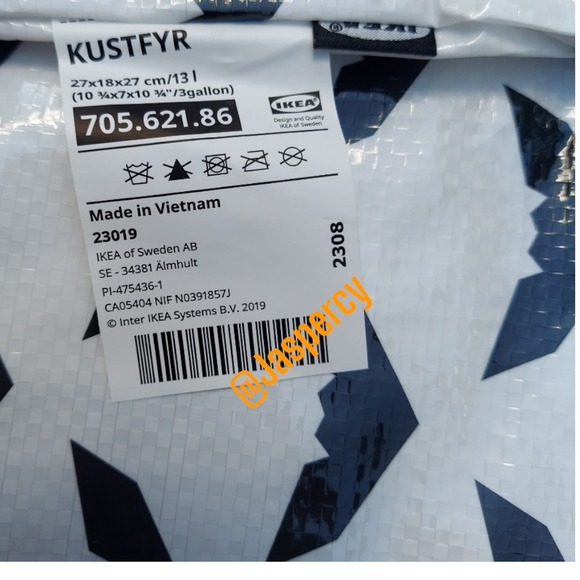 IKEA®
KUSTFYR
27x18x27 cm/13 l
(10 ¾x7x10 ¾"/3gallon)
705.621.86
IKEA®
Design and Quality
IKEA of Sweden
Made in Vietnam
23019
IKEA of Sweden AB
SE - 34381 Älmhult
PI-475436-1
CA05404 NIF N0391857J
© Inter IKEA Systems B.V. 2019
2308
@Jaspercy